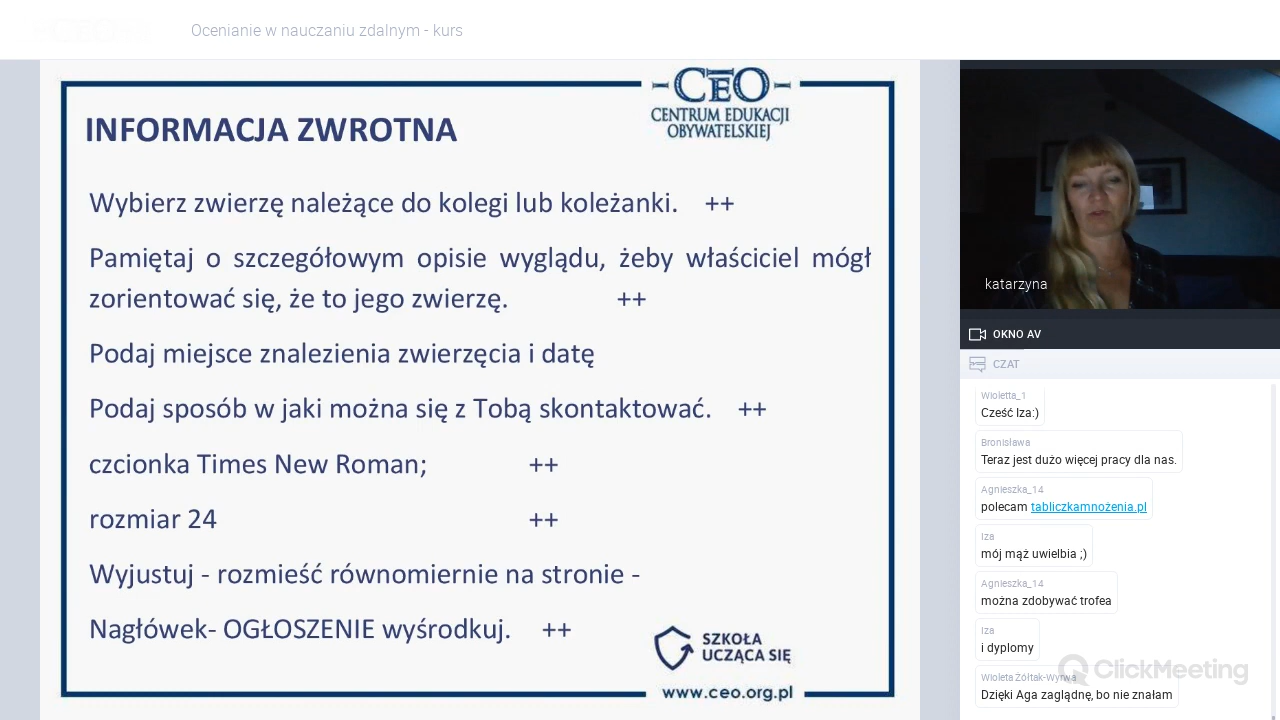 Ocenianie w nauczaniu zdalnym - kurs
CEO
CENTRUM EDUKACJI
OBYWATELSKIEJ
INFORMACJA ZWROTNA
Wybierz zwierzę należące do kolegi lub koleżanki. ++
Pamiętaj o szczegółowym opisie wyglądu, żeby właściciel mógł
zorientować się, że to jego zwierzę. ++
Podaj miejsce znalezienia zwierzęcia i datę
Podaj sposób w jaki można się z Tobą skontaktować. ++
czcionka Times New Roman; ++
rozmiar 24 ++
Wyjustuj - rozmieść równomiernie na stronie -
Nagłówek- OGŁOSZENIE wyśrodkuj. ++
SZKOŁA
UCZĄCA SIĘ
www.ceo.org.pl
katarzyna
OKNO AV
CZAT
Wioletta_1
Cześć Iza:)
Bronisława
Teraz jest dużo więcej pracy dla nas.
Agnieszka_14
polecam tabliczkamnożenia.pl
Iza
mój mąż uwielbia ;)
Agnieszka_14
można zdobywać trofea
Iza
i dyplomy
Wioleta Żółtak-Wyrwa
Dzięki Aga zaglądnę, bo nie znałam
ClickMeeting